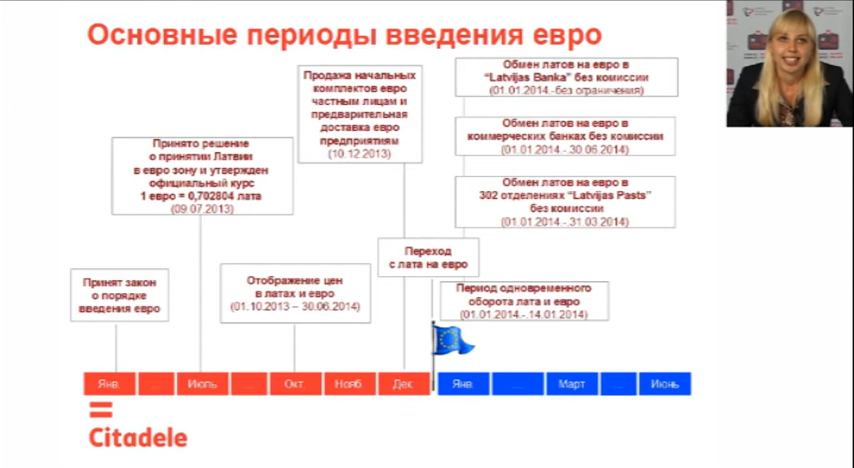 Основные периоды введения евро
Продажа начальных
комплектов евро
частным лицам и
предварительная
доставка евро
предприятиям
(10.12.2013)
Обмен латов на евро в
“Latvijas Banka” без комиссии
(01.01.2014.-без ограничения)
Принято решение
о принятии Латвии
в евро зону и утвержден
официальный курс
1 евро = 0,702804 лата
(09.07.2013)
Обмен латов на евро в
коммерческих банках без комиссии
(01.01.2014.-.30.06.2014)
Обмен латов на евро в
302 отделениях “Latvijas Pasts”
без комиссии
(01.01.2014.-.31.03.2014)
Переход
с лата на евро
Принят закон
о порядке
введения евро
Отображение цен
в латах и евро
(01.10.2013 – 30.06.2014)
Период одновременного
оборота лата и евро
(01.01.2014.-.14.01.2014)
Янв. ... Июль ... Окт. Нояб Дек. Янв. .... Март ... Июнь
Citadele